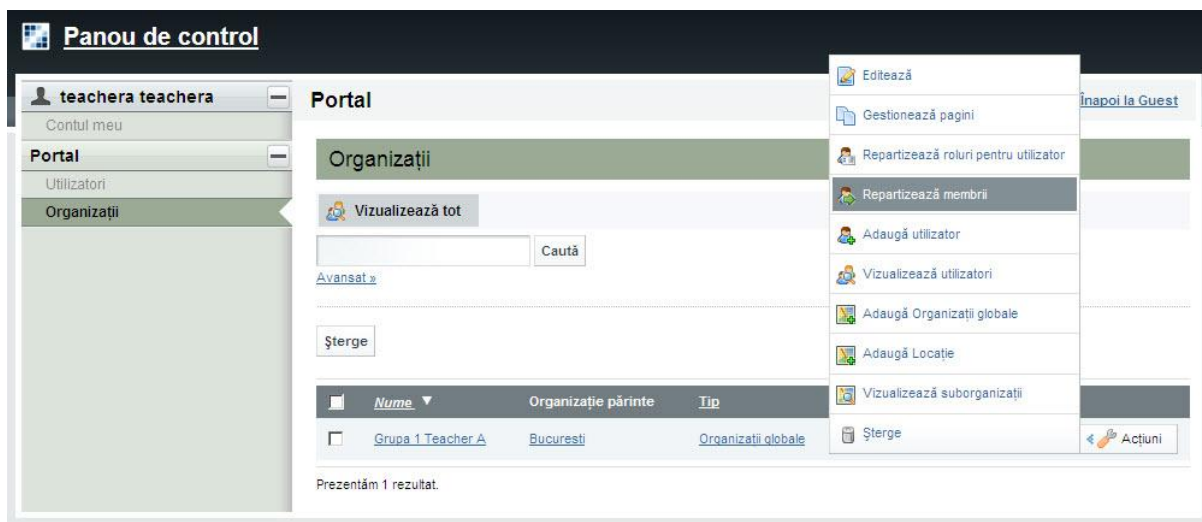 Panou de control
teachera teachera
Contul meu
Portal
Utilizatori
Organizații
Portal
Înapoi la Guest
Organizații
Vizualizează tot
Caută
Avansat »
Șterge
Nume ▼ Organizație părinte Tip
Grupa 1 Teacher A Bucuresti Organizatii globale Acțiuni
Prezentăm 1 rezultat.
Editează
Gestionează pagini
Repartizează roluri pentru utilizator
Repartizează membrii
Adaugă utilizator
Vizualizează utilizatori
Adaugă Organizații globale
Adaugă Locație
Vizualizează suborganizații
Șterge